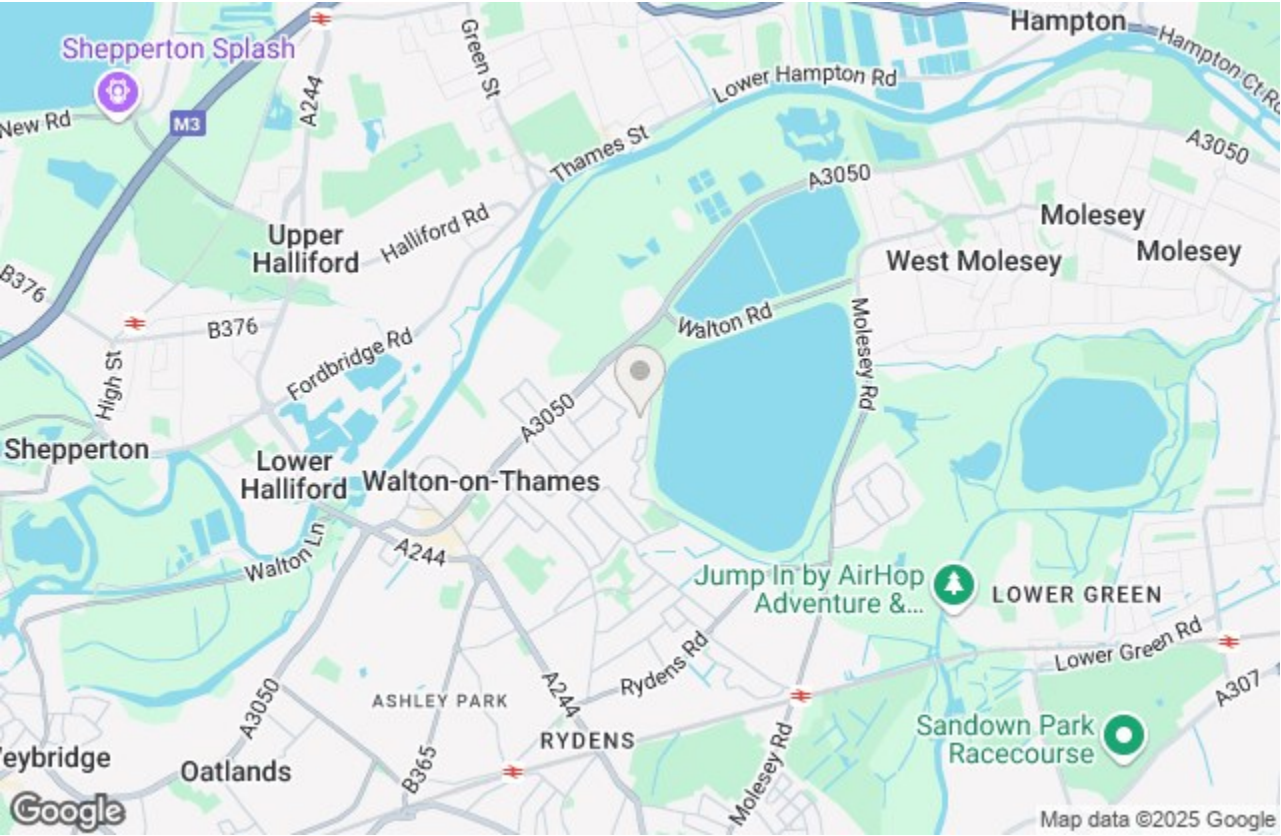 Hampton
Shepperton Splash
Green St
Hampton Ct Rd
Lower Hampton Rd
A244
New Rd
M3
Thames St
A3050
A3050
Halliford Rd
Molesey
Upper
Halliford
Molesey
West Molesey
B376
B376
Walton Rd
Molesey Rd
Fordbridge Rd
High St
A3050
Shepperton
Lower
Halliford
Walton-on-Thames
Walton Ln
A244
Jump In by AirHop
Adventure &...
LOWER GREEN
Lower Green Rd
Rydens Rd
A307
ASHLEY PARK
A244
A3050
Sandown Park
Racecourse
RYDENS
eybridge
Oatlands
B365
Molesey Rd
Google
Map data ©2025 Google